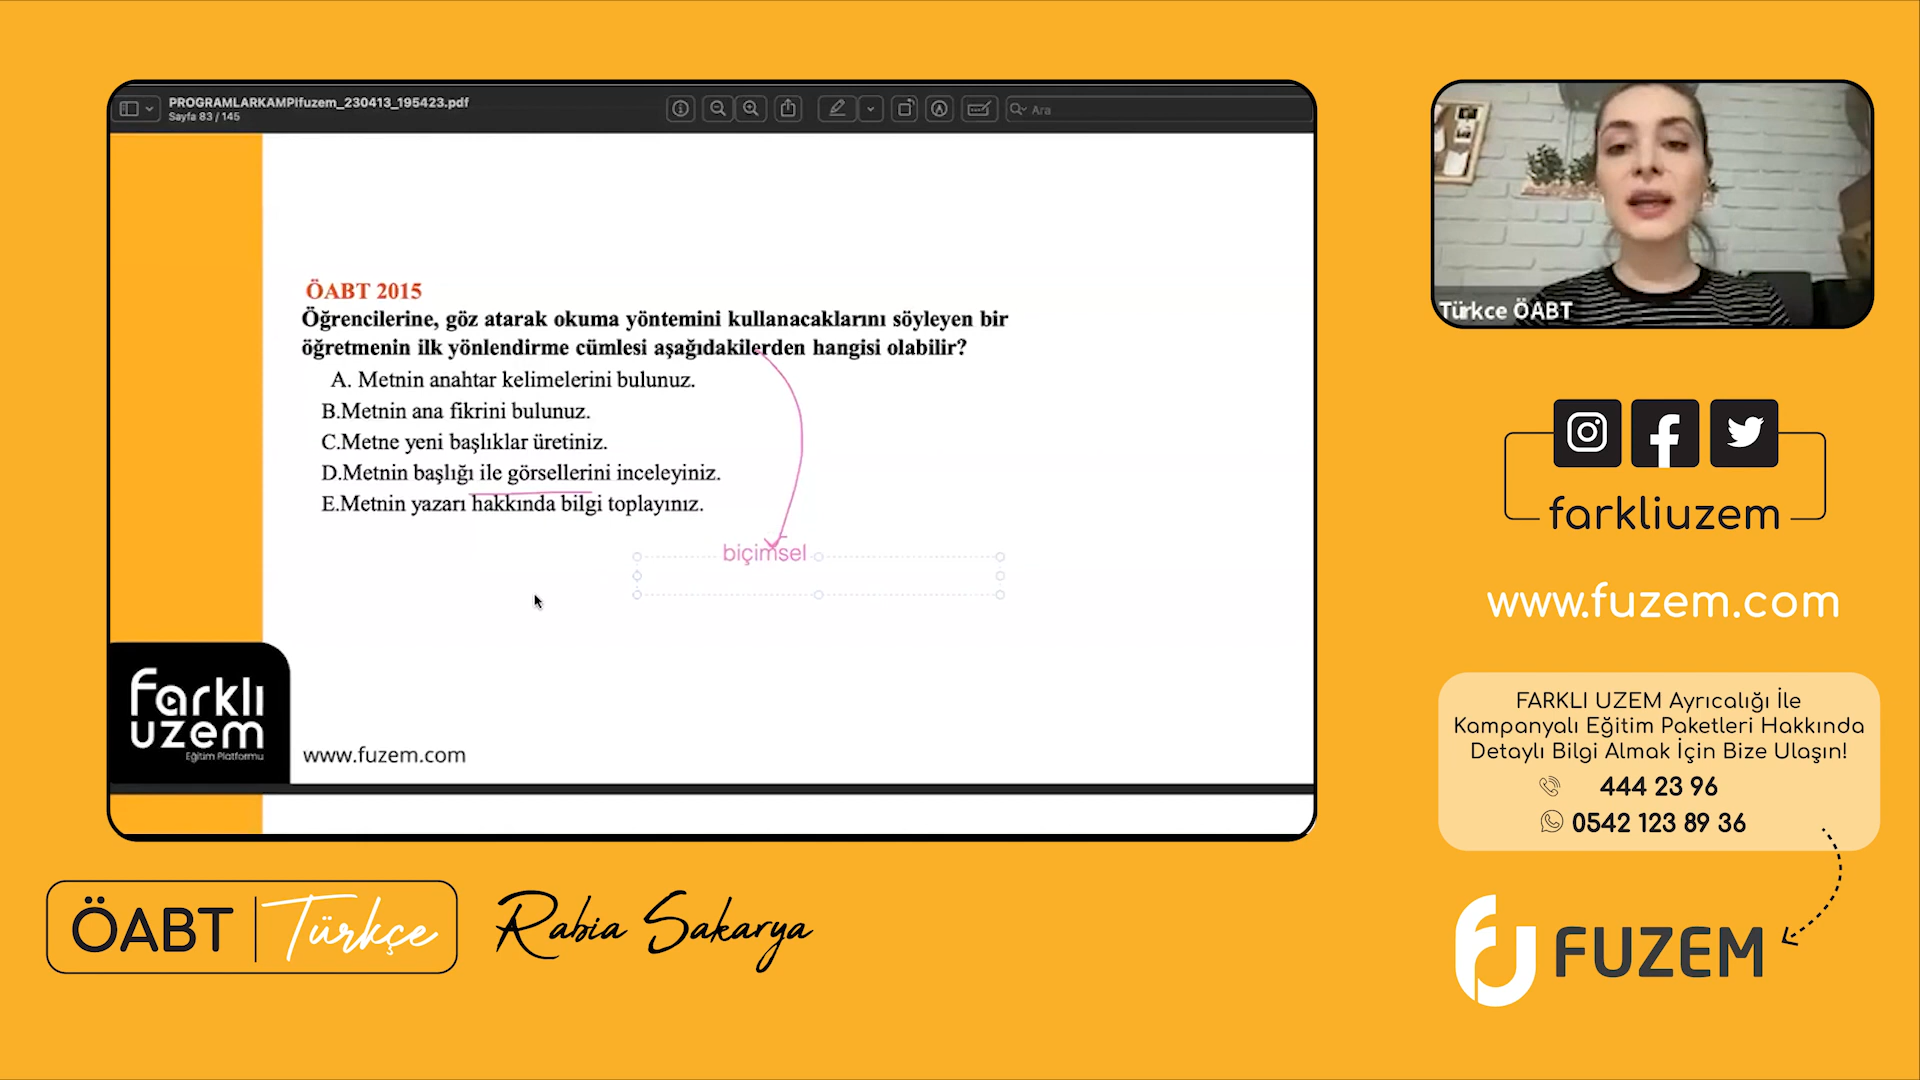 PROGRAMLARKAMPIfuzem_230413_195423.pdf
Sayfa 83 / 145
Ara
ÖABT 2015
Öğrencilerine, göz atarak okuma yöntemini kullanacaklarını söyleyen bir
öğretmenin ilk yönlendirme cümlesi aşağıdakilerden hangisi olabilir?
A. Metnin anahtar kelimelerini bulunuz.
B.Metnin ana fikrini bulunuz.
C.Metne yeni başlıklar üretiniz.
D.Metnin başlığı ile görsellerini inceleyiniz.
E.Metnin yazarı hakkında bilgi toplayınız.
biçimsel
farklı
uzem
Eğitim Platformu
www.fuzem.com
Türkce ÖABT
farkliuzem
www.fuzem.com
FARKLI UZEM Ayrıcalığı İle
Kampanyalı Eğitim Paketleri Hakkında
Detaylı Bilgi Almak İçin Bize Ulaşın!
444 23 96
0542 123 89 36
ÖABT Türkçe
Rabia Sakarya
FUZEM